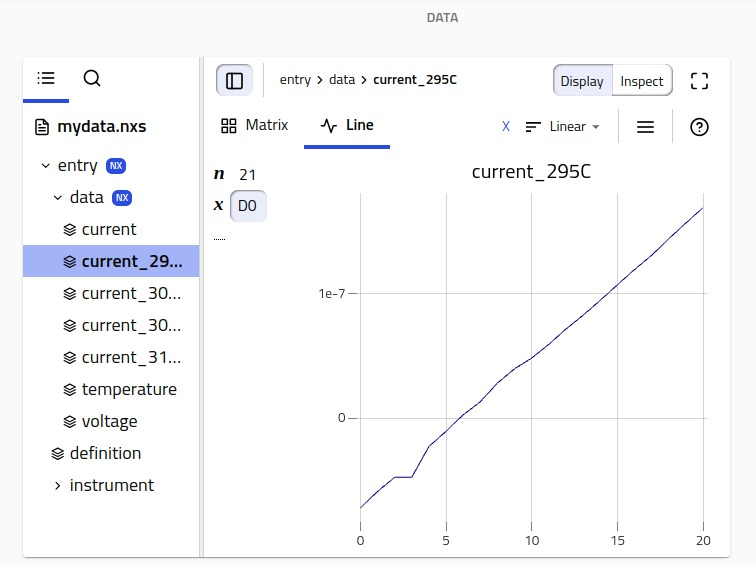 DATA
entry > data > current_295C
Display
Inspect
mydata.nxs
Matrix
Line
X
Linear
entry NX
data NX
current
current_29...
current_30...
current_30...
current_31...
temperature
voltage
definition
instrument
n 21
x D0
current_295C
1e-7
0
0 5 10 15 20